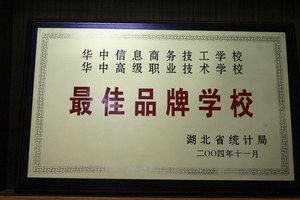 华中信息商务技工学校
华中高级职业技术学校
最佳品牌学校
湖北省统计局
二〇〇四年十一月